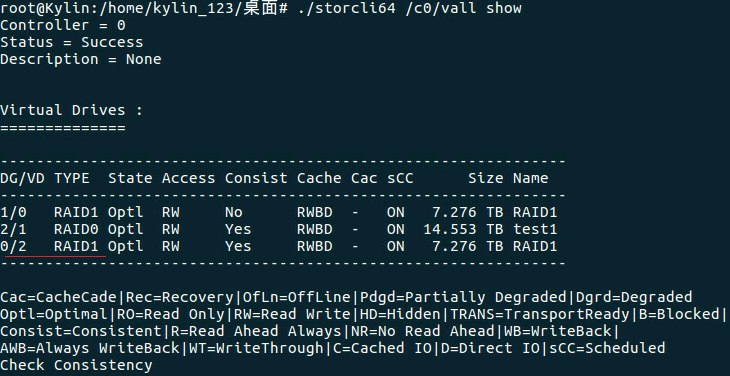 root@Kylin:/home/kylin_123/桌面# ./storcli64 /c0/vall show
Controller = 0
Status = Success
Description = None
Virtual Drives :
==============
---------------------------------------------------------------
DG/VD TYPE  State Access Consist Cache Cac sCC      Size Name
---------------------------------------------------------------
1/0   RAID1 Optl  RW     No      RWBD  -   ON   7.276 TB RAID1
2/1   RAID0 Optl  RW     Yes     RWBD  -   ON  14.553 TB test1
0/2   RAID1 Optl  RW     Yes     RWBD  -   ON   7.276 TB
---------------------------------------------------------------
Cac=CacheCade|Rec=Recovery|OfLn=OffLine|Pdgd=Partially Degraded|Dgrd=Degraded
Optl=Optimal|RO=Read Only|RW=Read Write|HD=Hidden|TRANS=TransportReady|B=Blocked|
Consist=Consistent|R=Read Ahead Always|NR=No Read Ahead|WB=WriteBack|
AWB=Always WriteBack|WT=WriteThrough|C=Cached IO|D=Direct IO|sCC=Scheduled
Check Consistency